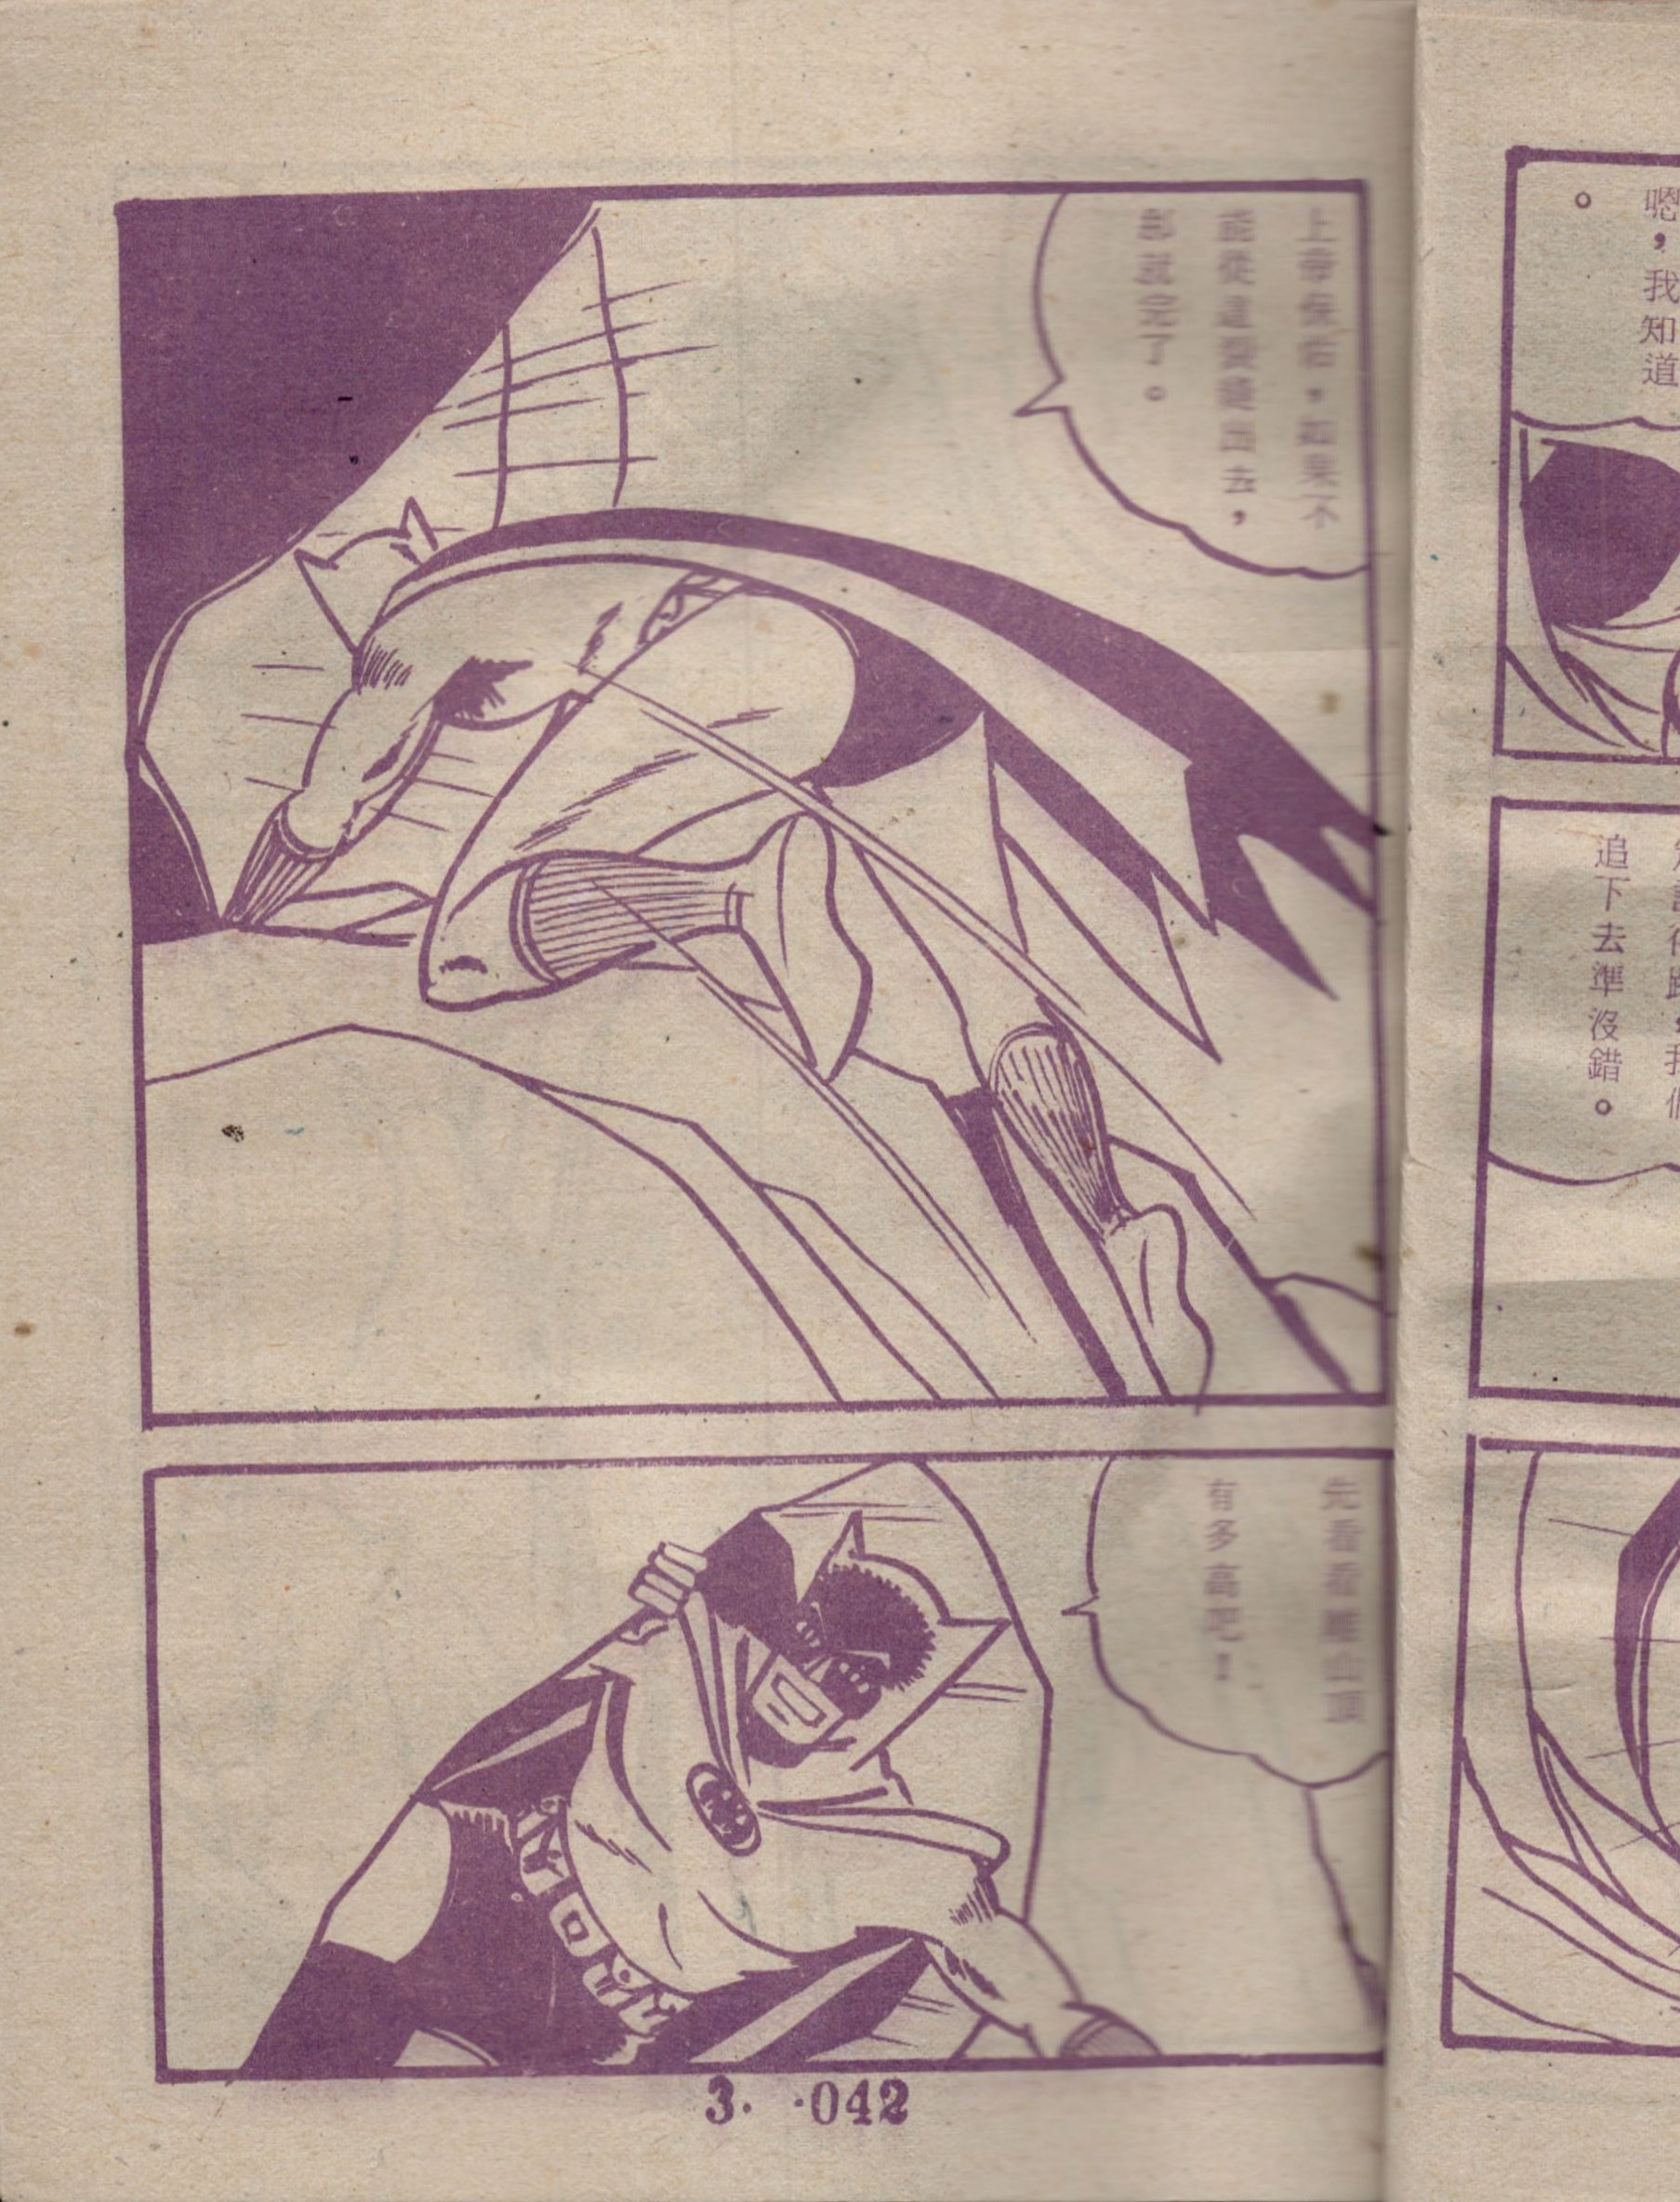 嗯，我知道
。
追下去準沒錯。
上帝保佑，如果不
能從這裂縫出去，
那就完了。
先看看離山頂
有多高吧！
3. ·042